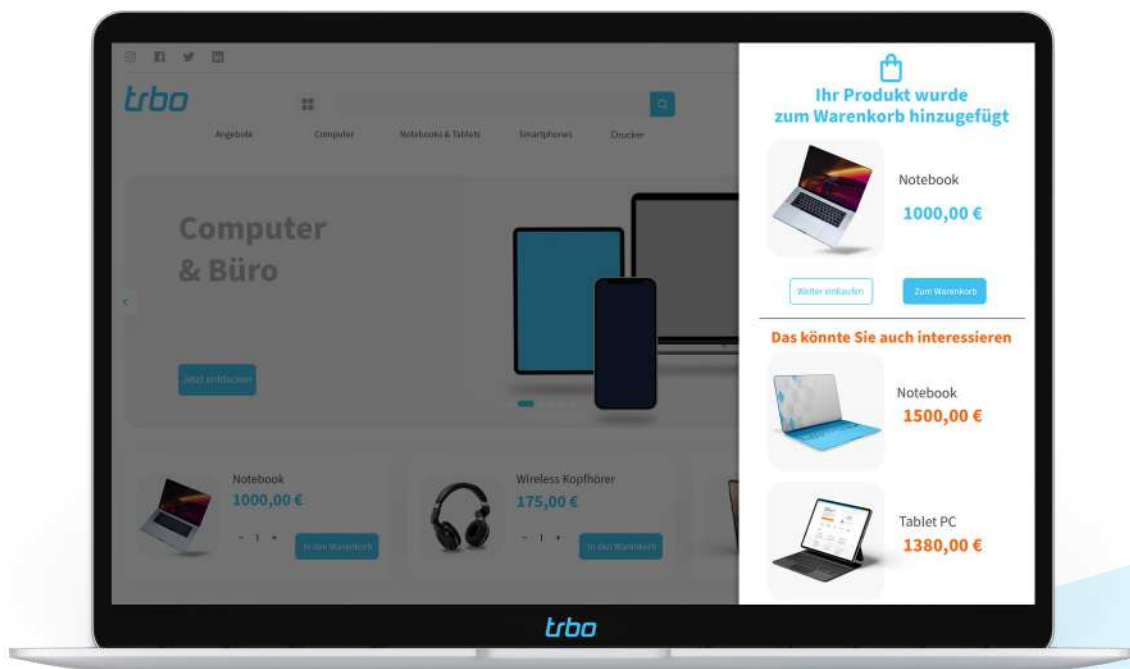 trbo
Angebote
Computer
Notebooks & Tablets
Smartphones
Drucker
Computer
& Büro
Jetzt entdecken
Notebook
1000,00 €
- 1 +
In den Warenkorb
Wireless Kopfhörer
175,00 €
- 1 +
In den Warenkorb
Ihr Produkt wurde
zum Warenkorb hinzugefügt
Notebook
1000,00 €
Weiter einkaufen
Zum Warenkorb
Das könnte Sie auch interessieren
Notebook
1500,00 €
Tablet PC
1380,00 €
trbo